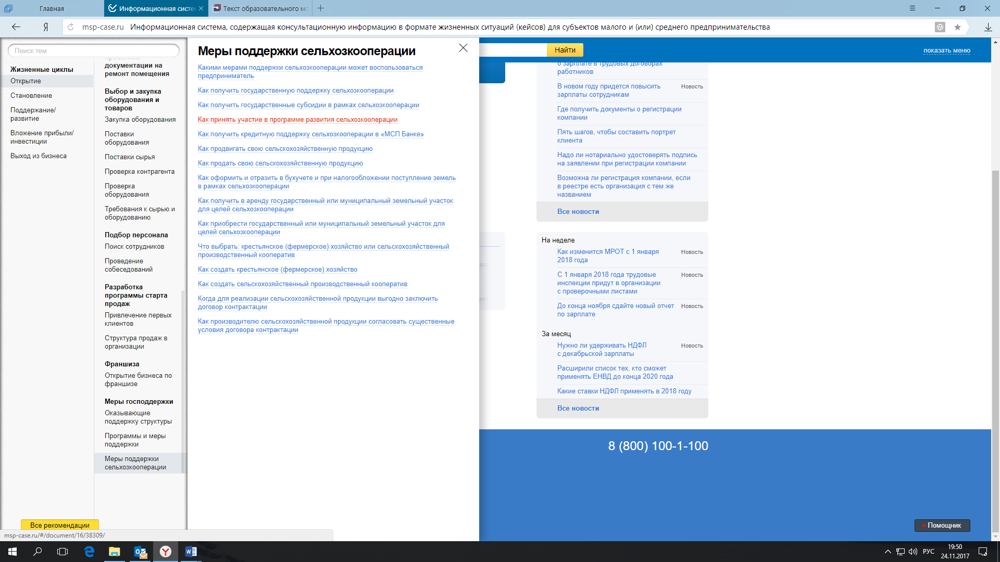 Главная
Информационная систе
Текст образовательного мо
msp-case.ru Информационная система, содержащая консультационную информацию в формате жизненных ситуаций (кейсов) для субъектов малого и (или) среднего предпринимательства
Поиск тем
Жизненные циклы
Открытие
Становление
Поддержание/
развитие
Вложение прибыли/
инвестиции
Выход из бизнеса
Все рекомендации
msp-case.ru/#/document/16/38309/
документации на
ремонт помещения
Выбор и закупка
оборудования и
товаров
Закупка оборудования
Поставки
оборудования
Поставки сырья
Проверка контрагента
Проверка
оборудования
Требования к сырью и
оборудованию
Подбор персонала
Поиск сотрудников
Проведение
собеседований
Разработка
программы старта
продаж
Привлечение первых
клиентов
Структура продаж в
организации
Франшиза
Открытие бизнеса по
франшизе
Меры господдержки
Оказывающие
поддержку структуры
Программы и меры
поддержки
Меры поддержки
сельхозкооперации
Меры поддержки сельхозкооперации
Какими мерами поддержки сельхозкооперации может воспользоваться
предприниматель
Как получить государственную поддержку сельхозкооперации
Как получить государственные субсидии в рамках сельхозкооперации
Как принять участие в программе развития сельхозкооперации
Как получить кредитную поддержку сельхозкооперации в «МСП Банке»
Как продвигать свою сельскохозяйственную продукцию
Как продать свою сельскохозяйственную продукцию
Как оформить и отразить в бухучете и при налогообложении поступление земель
в рамках сельхозкооперации
Как получить в аренду государственный или муниципальный земельный участок
для целей сельхозкооперации
Как приобрести государственный или муниципальный земельный участок для
целей сельхозкооперации
Что выбрать: крестьянское (фермерское) хозяйство или сельскохозяйственный
производственный кооператив
Как создать крестьянское (фермерское) хозяйство
Как создать сельскохозяйственный производственный кооператив
Когда для реализации сельскохозяйственной продукции выгодно заключить
договор контрактации
Как производителю сельскохозяйственной продукции согласовать существенные
условия договора контрактации
Найти
показать меню
о зарплате в трудовых договорах
работников
В новом году придется повысить Новость
зарплаты сотрудникам
Где получить документы о регистрации
компании
Пять шагов, чтобы составить портрет
клиента
Надо ли нотариально удостоверять подпись
на заявлении при регистрации компании
Возможна ли регистрация компании, если
в реестре есть организация с тем же
названием
Все новости
На неделе
Как изменится МРОТ с 1 января Новость
2018 года
С 1 января 2018 года трудовые Новость
инспекции придут в организации
с проверочными листами
До конца ноября сдайте новый отчет Новость
по зарплате
За месяц
Нужно ли удерживать НДФЛ Новость
с декабрьской зарплаты
Расширили список тех, кто сможет
применять ЕНВД до конца 2020 года
Какие ставки НДФЛ применять в 2018 году
Все новости
8 (800) 100-1-100
Помощник
РУС
19:50
24.11.2017